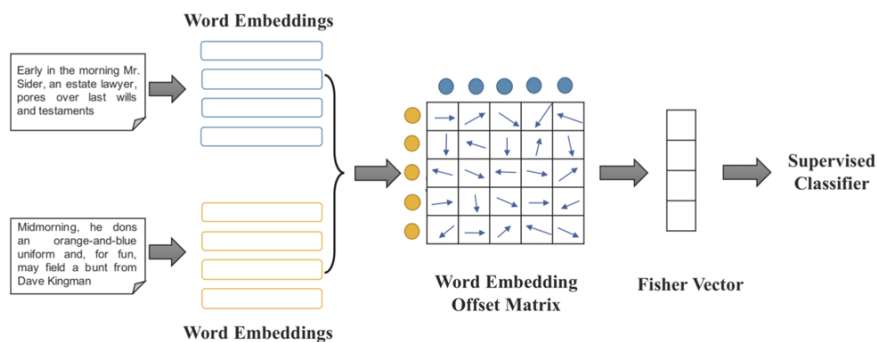 Word Embeddings
Early in the morning Mr.
Sider, an estate lawyer,
pores over last wills
and testaments
Midmorning, he dons
an orange-and-blue
uniform and, for fun,
may field a bunt from
Dave Kingman
Word Embeddings
Word Embedding
Offset Matrix
Fisher Vector
Supervised
Classifier